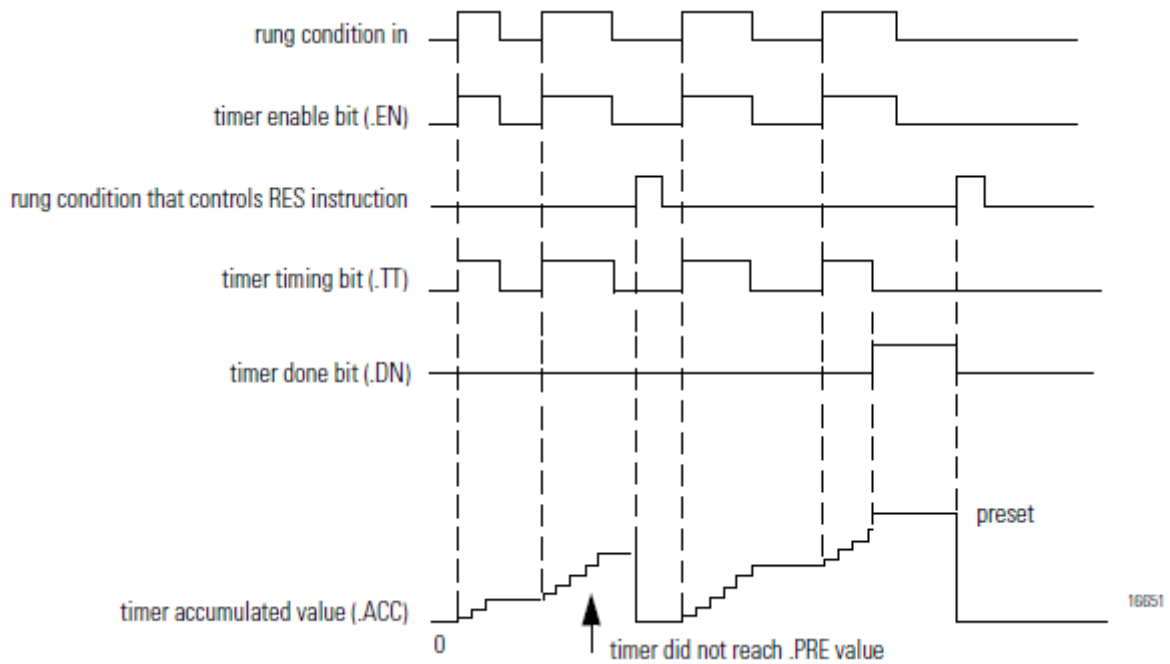 rung condition in
timer enable bit (.EN)
rung condition that controls RES instruction
timer timing bit (.TT)
timer done bit (.DN)
preset
timer accumulated value (.ACC)
16651
0
timer did not reach .PRE value